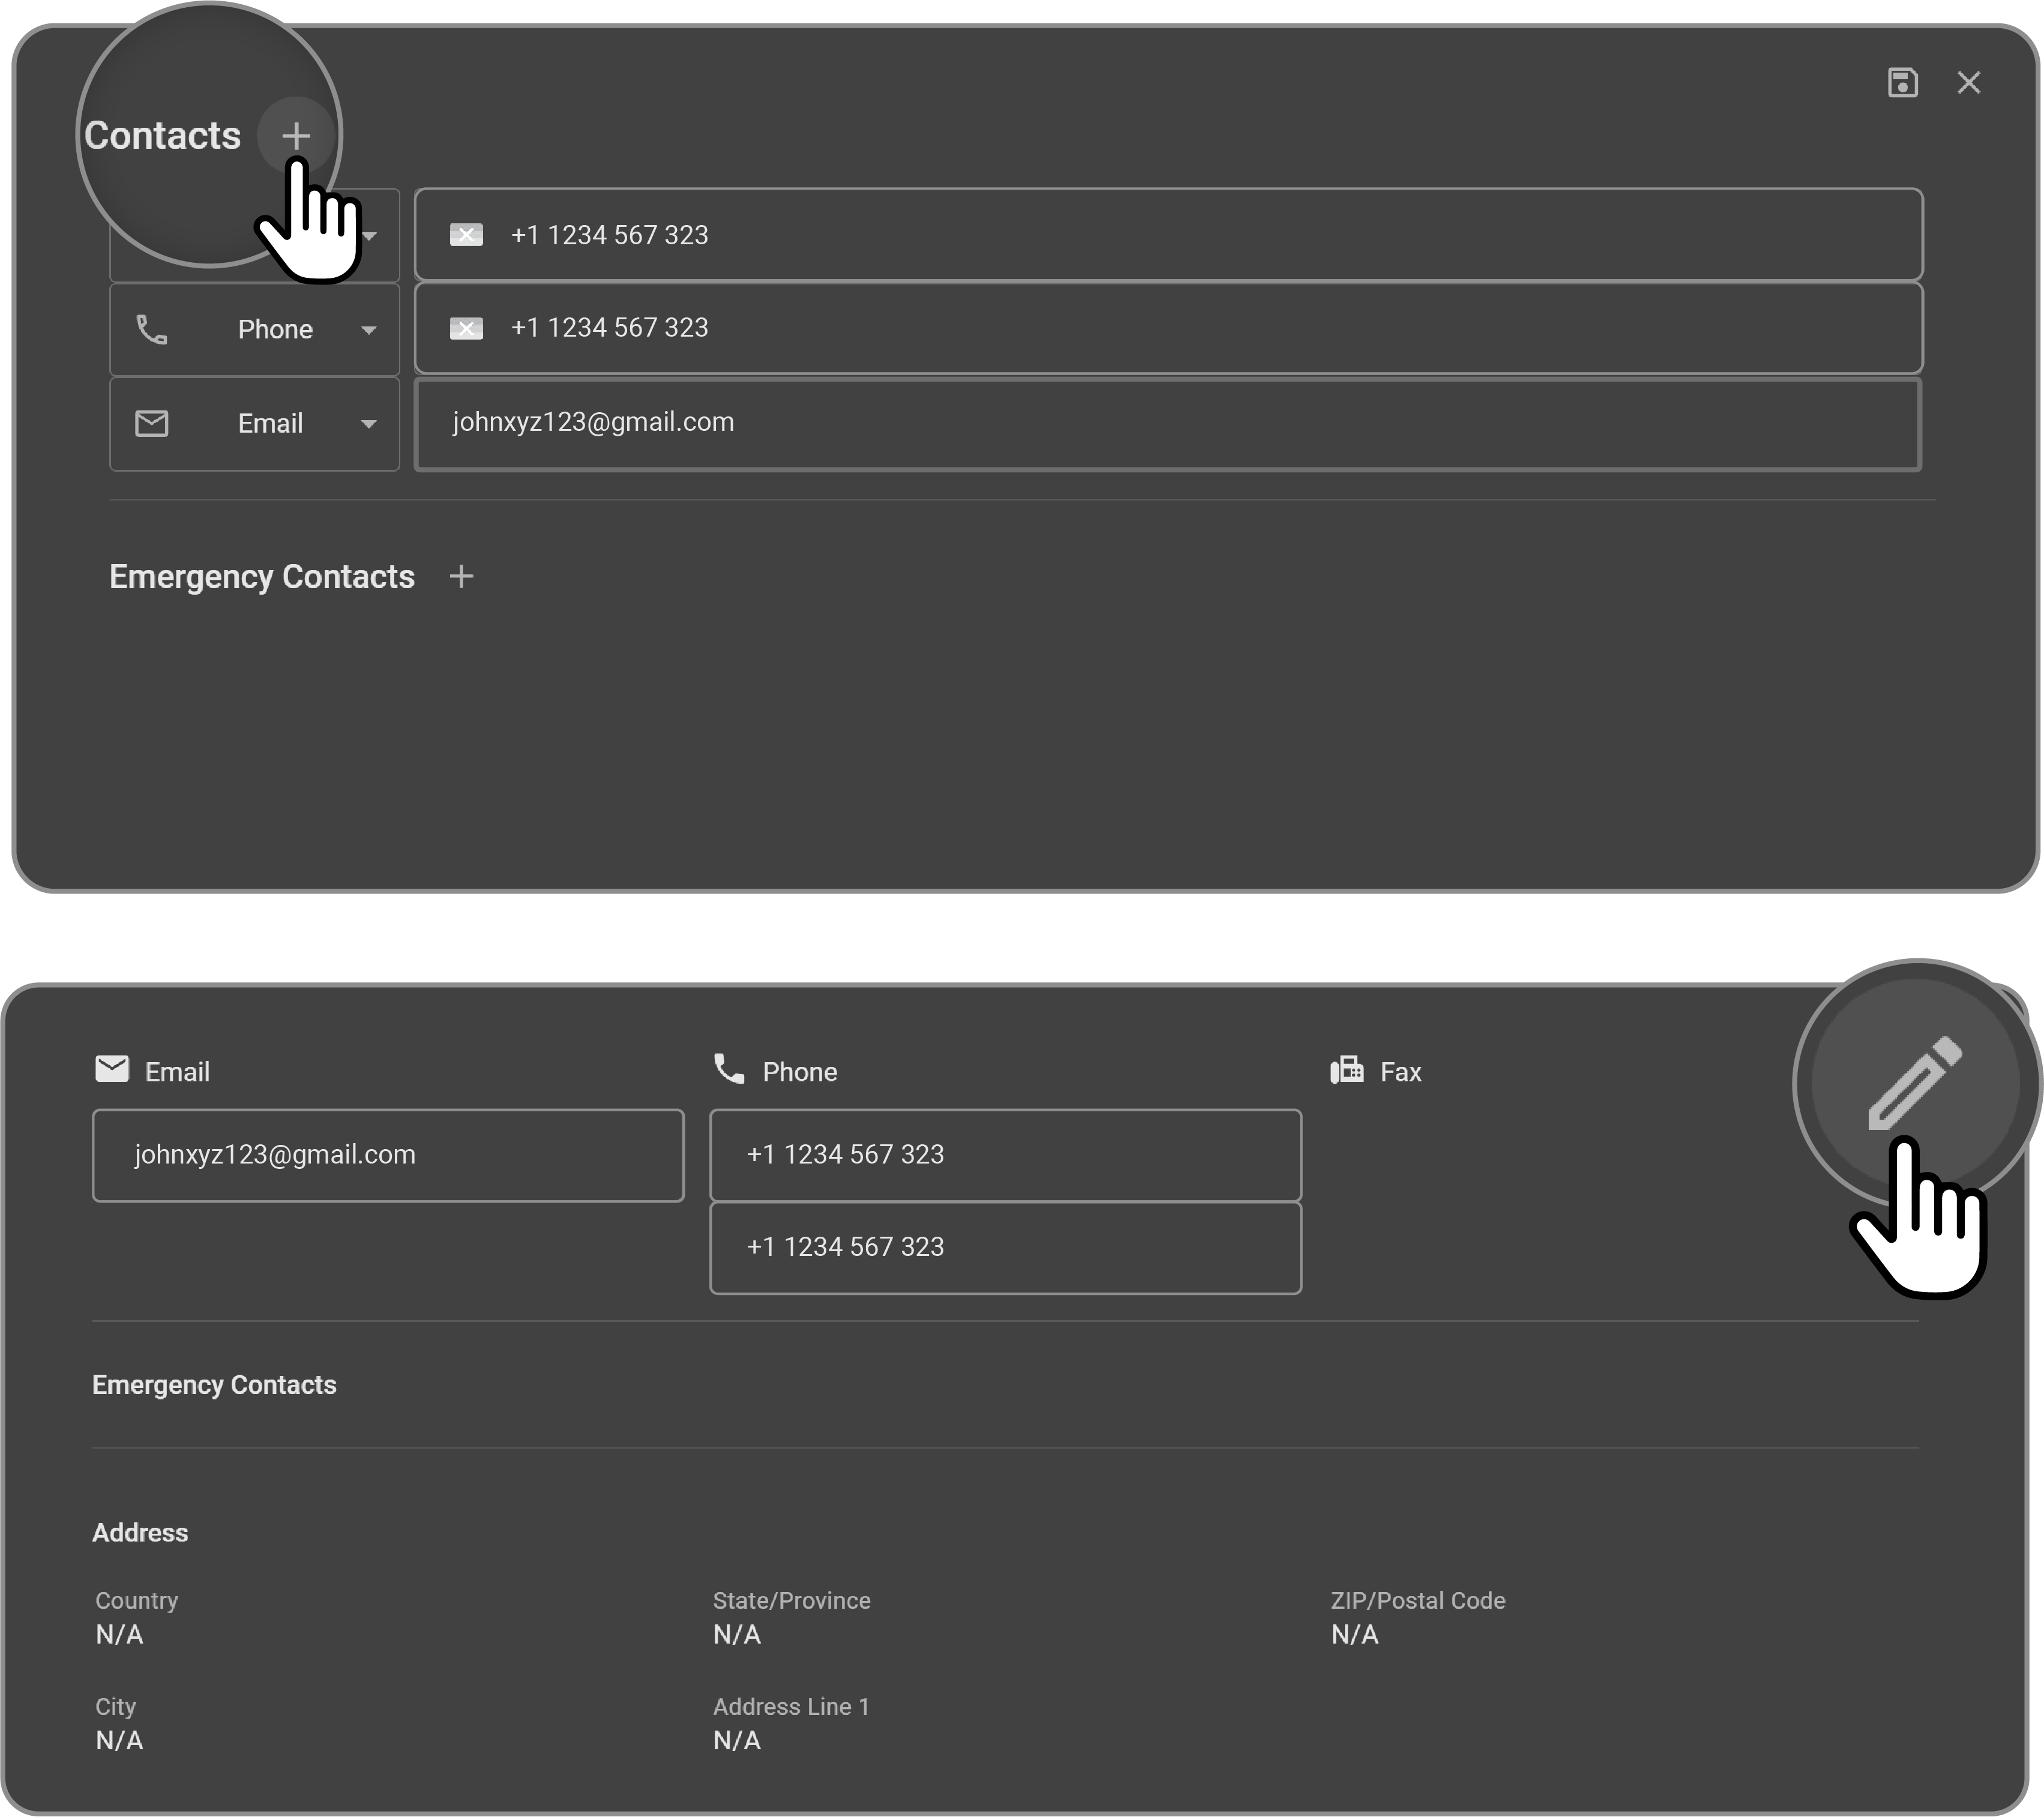 Contacts
+1 1234 567 323
Phone +1 1234 567 323
Email johnxyz123@gmail.com
Emergency Contacts
Email Phone Fax
johnxyz123@gmail.com +1 1234 567 323
+1 1234 567 323
Emergency Contacts
Address
Country State/Province ZIP/Postal Code
N/A N/A N/A
City Address Line 1
N/A N/A